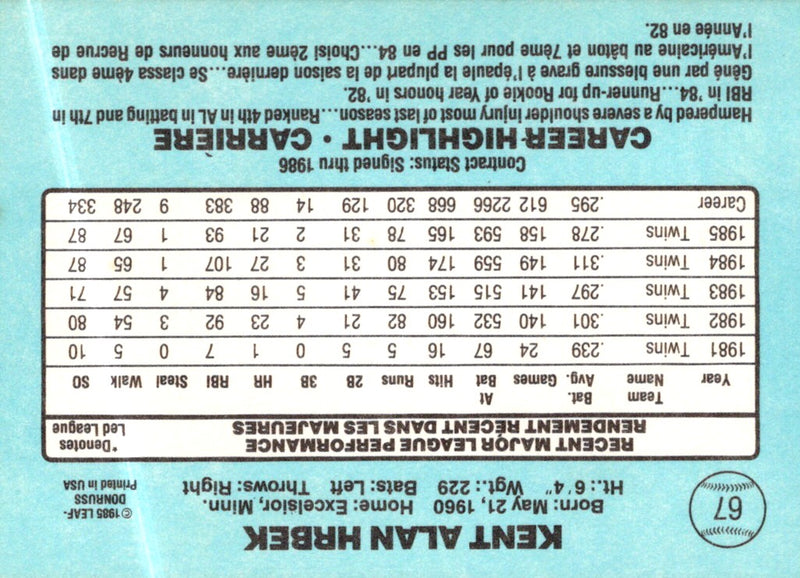 67
KENT ALAN HRBEK
Born: May 21, 1960 Home: Excelsior, Minn.
Ht.: 6'4" Wgt.: 229 Bats: Left Throws: Right
©1985 LEAF-
DONRUSS
Printed in USA
RECENT MAJOR LEAGUE PERFORMANCE
RENDEMENT RÉCENT DANS LES MAJEURES
*Denotes
Led League
Year Team Name Bat. Avg. Games At Bat Hits Runs 2B 3B HR RBI Steal Walk SO
1981 Twins .239 24 67 16 5 5 0 1 7 0 5 10
1982 Twins .301 140 532 160 82 21 4 23 92 3 54 80
1983 Twins .297 141 515 153 75 41 5 16 84 4 57 71
1984 Twins .311 149 559 174 80 31 3 27 107 1 65 87
1985 Twins .278 158 593 165 78 31 2 21 93 1 67 87
Career .295 612 2266 668 320 129 14 88 383 9 248 334
Contract Status: Signed thru 1986
CAREER HIGHLIGHT • CARRIÈRE
Hampered by a severe shoulder injury most of last season...Ranked 4th in AL in batting and 7th in
RBI in '84...Runner-up for Rookie of Year honors in '82.
Gêné par une blessure grave à l'épaule la plupart de la saison dernière...Se classa 4ème dans
l'Américaine au bâton et 7ème pour les PP en 84...Choisi 2ème aux honneurs de Recrue de
l'Année en 82.